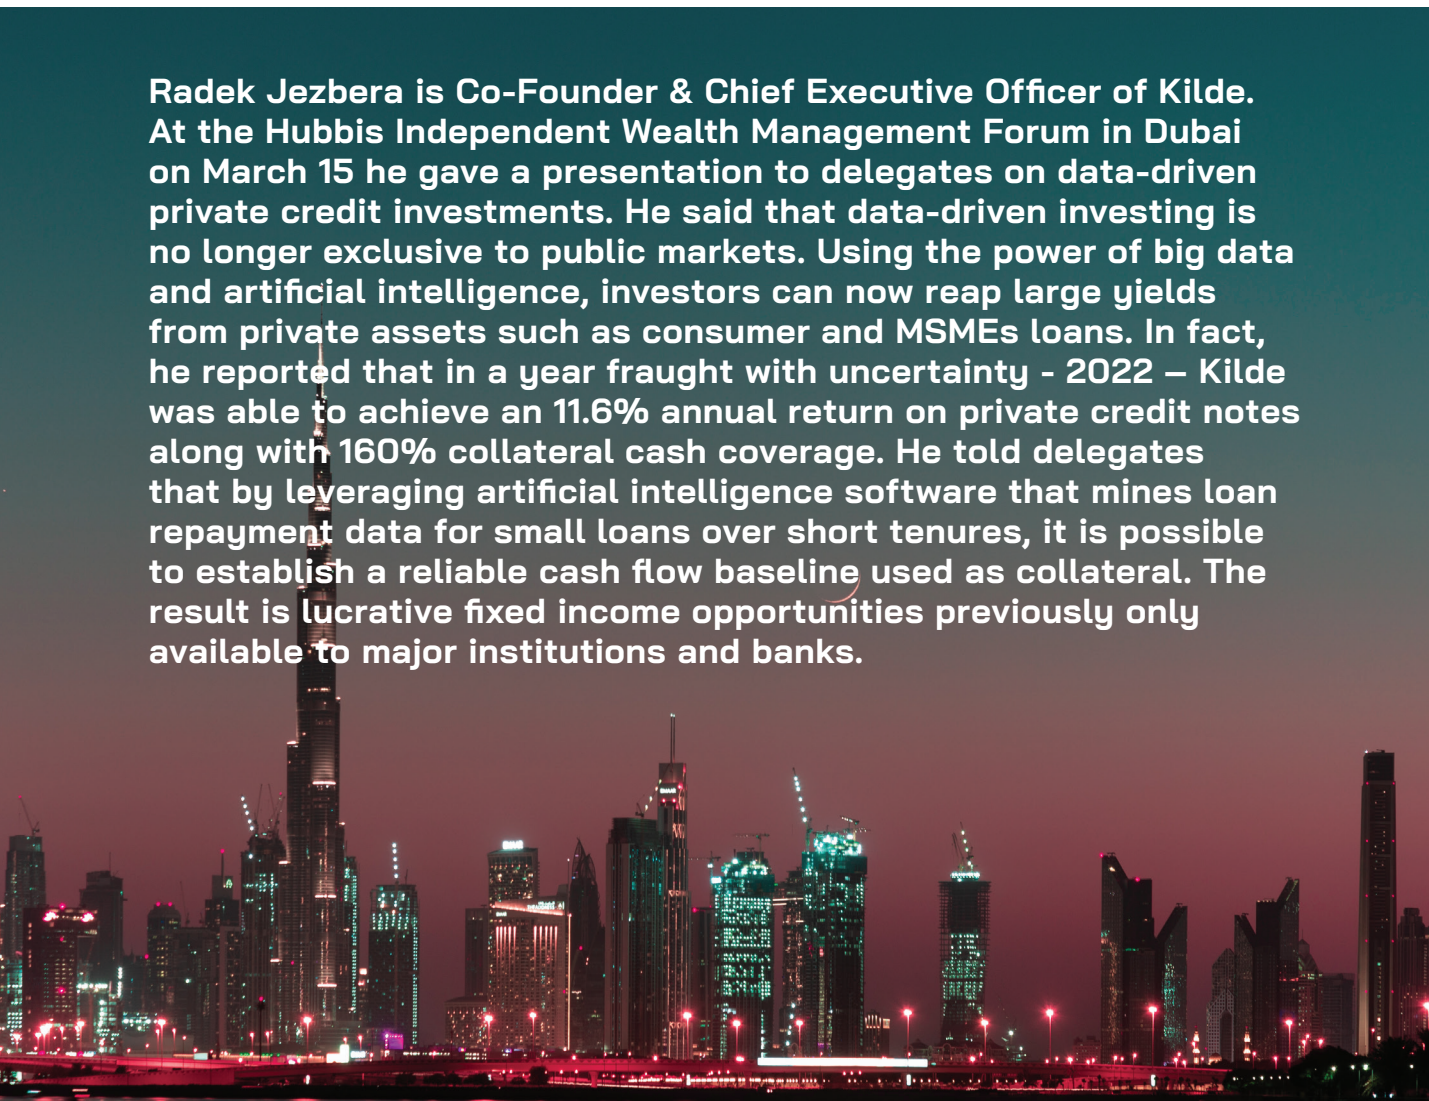 Radek Jezbera is Co-Founder & Chief Executive Officer of Kilde.
At the Hubbis Independent Wealth Management Forum in Dubai
on March 15 he gave a presentation to delegates on data-driven
private credit investments. He said that data-driven investing is
no longer exclusive to public markets. Using the power of big data
and artificial intelligence, investors can now reap large yields
from private assets such as consumer and MSMEs loans. In fact,
he reported that in a year fraught with uncertainty - 2022 – Kilde
was able to achieve an 11.6% annual return on private credit notes
along with 160% collateral cash coverage. He told delegates
that by leveraging artificial intelligence software that mines loan
repayment data for small loans over short tenures, it is possible
to establish a reliable cash flow baseline used as collateral. The
result is lucrative fixed income opportunities previously only
available to major institutions and banks.
EMAAR